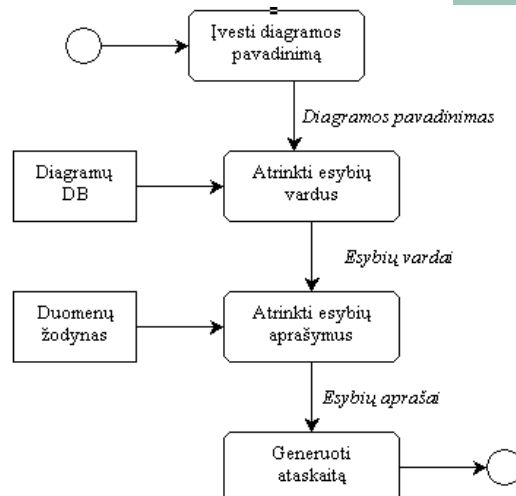 Įvesti diagramos
pavadinimą
Diagramos pavadinimas
Diagramų
DB
Atrinkti esybių
vardus
Esybių vardai
Duomenų
žodynas
Atrinkti esybių
aprašymus
Esybių aprašai
Generuoti
ataskaitą